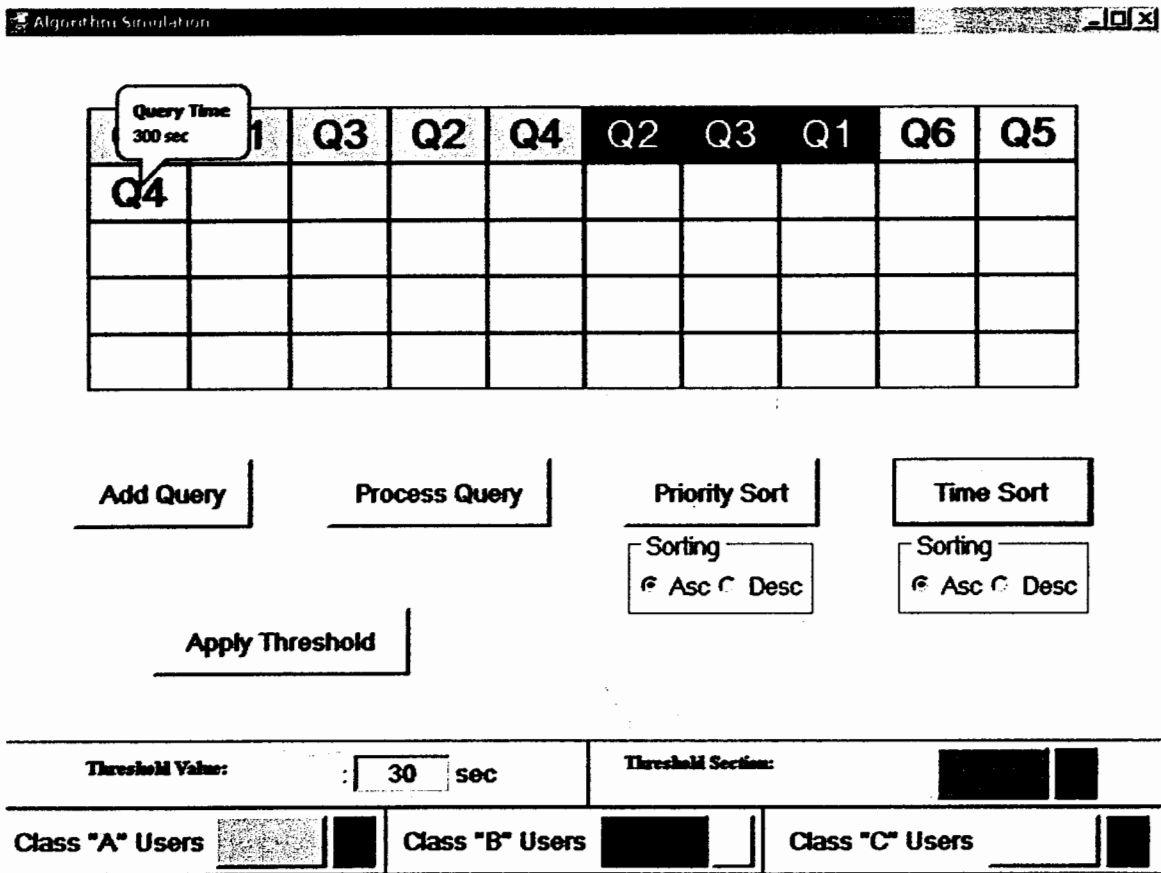 Algorithm Simulation
Query Time
300 sec
1 Q3 Q2 Q4 Q2 Q3 Q1 Q6 Q5
Q4
Add Query Process Query Priority Sort Time Sort
Sorting Sorting
Asc Desc Asc Desc
Apply Threshold
Threshold Value: : 30 sec Threshold Section:
Class "A" Users Class "B" Users Class "C" Users